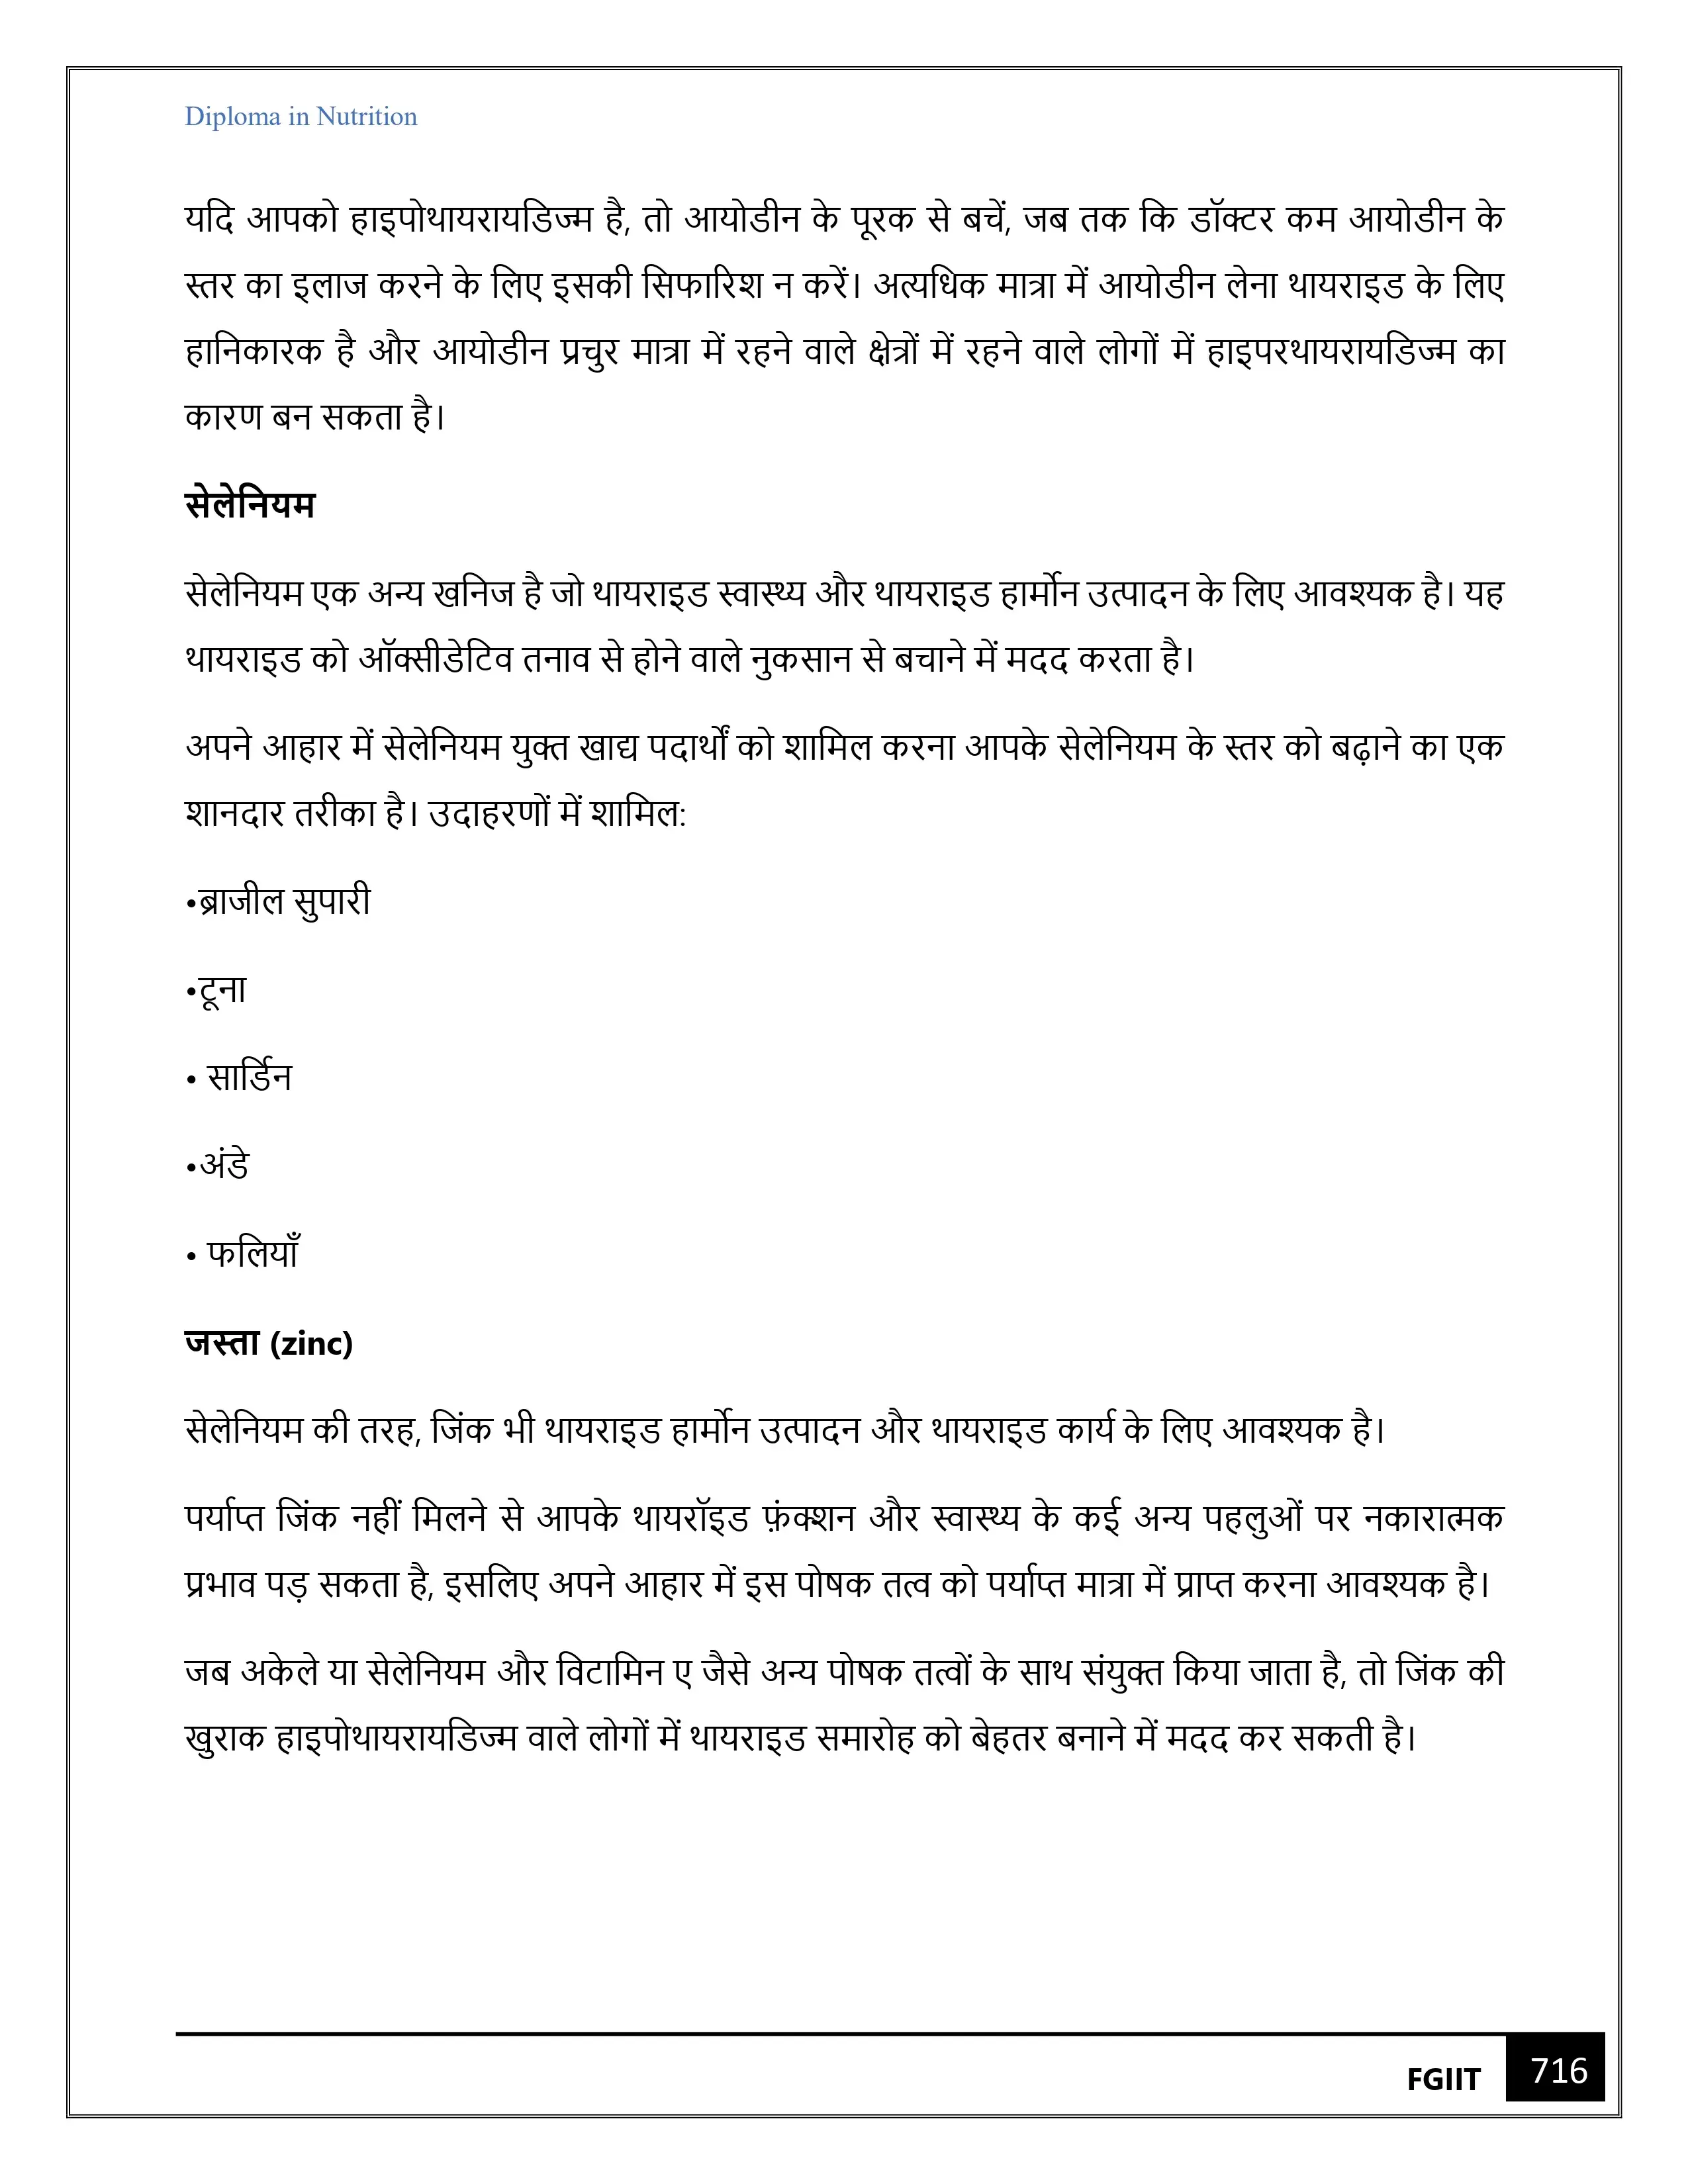 Diploma in Nutrition
यदि आपको हाइपोथायरायडिज्म है, तो आयोडीन के पूरक से बचें, जब तक कि डॉक्टर कम आयोडीन के
स्तर का इलाज करने के लिए इसकी सिफारिश न करें। अत्यधिक मात्रा में आयोडीन लेना थायराइड के लिए
हानिकारक है और आयोडीन प्रचुर मात्रा में रहने वाले क्षेत्रों में रहने वाले लोगों में हाइपरथायरायडिज्म का
कारण बन सकता है।
सेलेनियम
सेलेनियम एक अन्य खनिज है जो थायराइड स्वास्थ्य और थायराइड हार्मोन उत्पादन के लिए आवश्यक है। यह
थायराइड को ऑक्सीडेटिव तनाव से होने वाले नुकसान से बचाने में मदद करता है।
अपने आहार में सेलेनियम युक्त खाद्य पदार्थों को शामिल करना आपके सेलेनियम के स्तर को बढ़ाने का एक
शानदार तरीका है। उदाहरणों में शामिल:
•ब्राजील सुपारी
•टूना
• सार्डिन
•अंडे
• फलियाँ
जस्ता (zinc)
सेलेनियम की तरह, जिंक भी थायराइड हार्मोन उत्पादन और थायराइड कार्य के लिए आवश्यक है।
पर्याप्त जिंक नहीं मिलने से आपके थायरॉइड फ़ंक्शन और स्वास्थ्य के कई अन्य पहलुओं पर नकारात्मक
प्रभाव पड़ सकता है, इसलिए अपने आहार में इस पोषक तत्व को पर्याप्त मात्रा में प्राप्त करना आवश्यक है।
जब अकेले या सेलेनियम और विटामिन ए जैसे अन्य पोषक तत्वों के साथ संयुक्त किया जाता है, तो जिंक की
खुराक हाइपोथायरायडिज्म वाले लोगों में थायराइड समारोह को बेहतर बनाने में मदद कर सकती है।
FGIIT 716